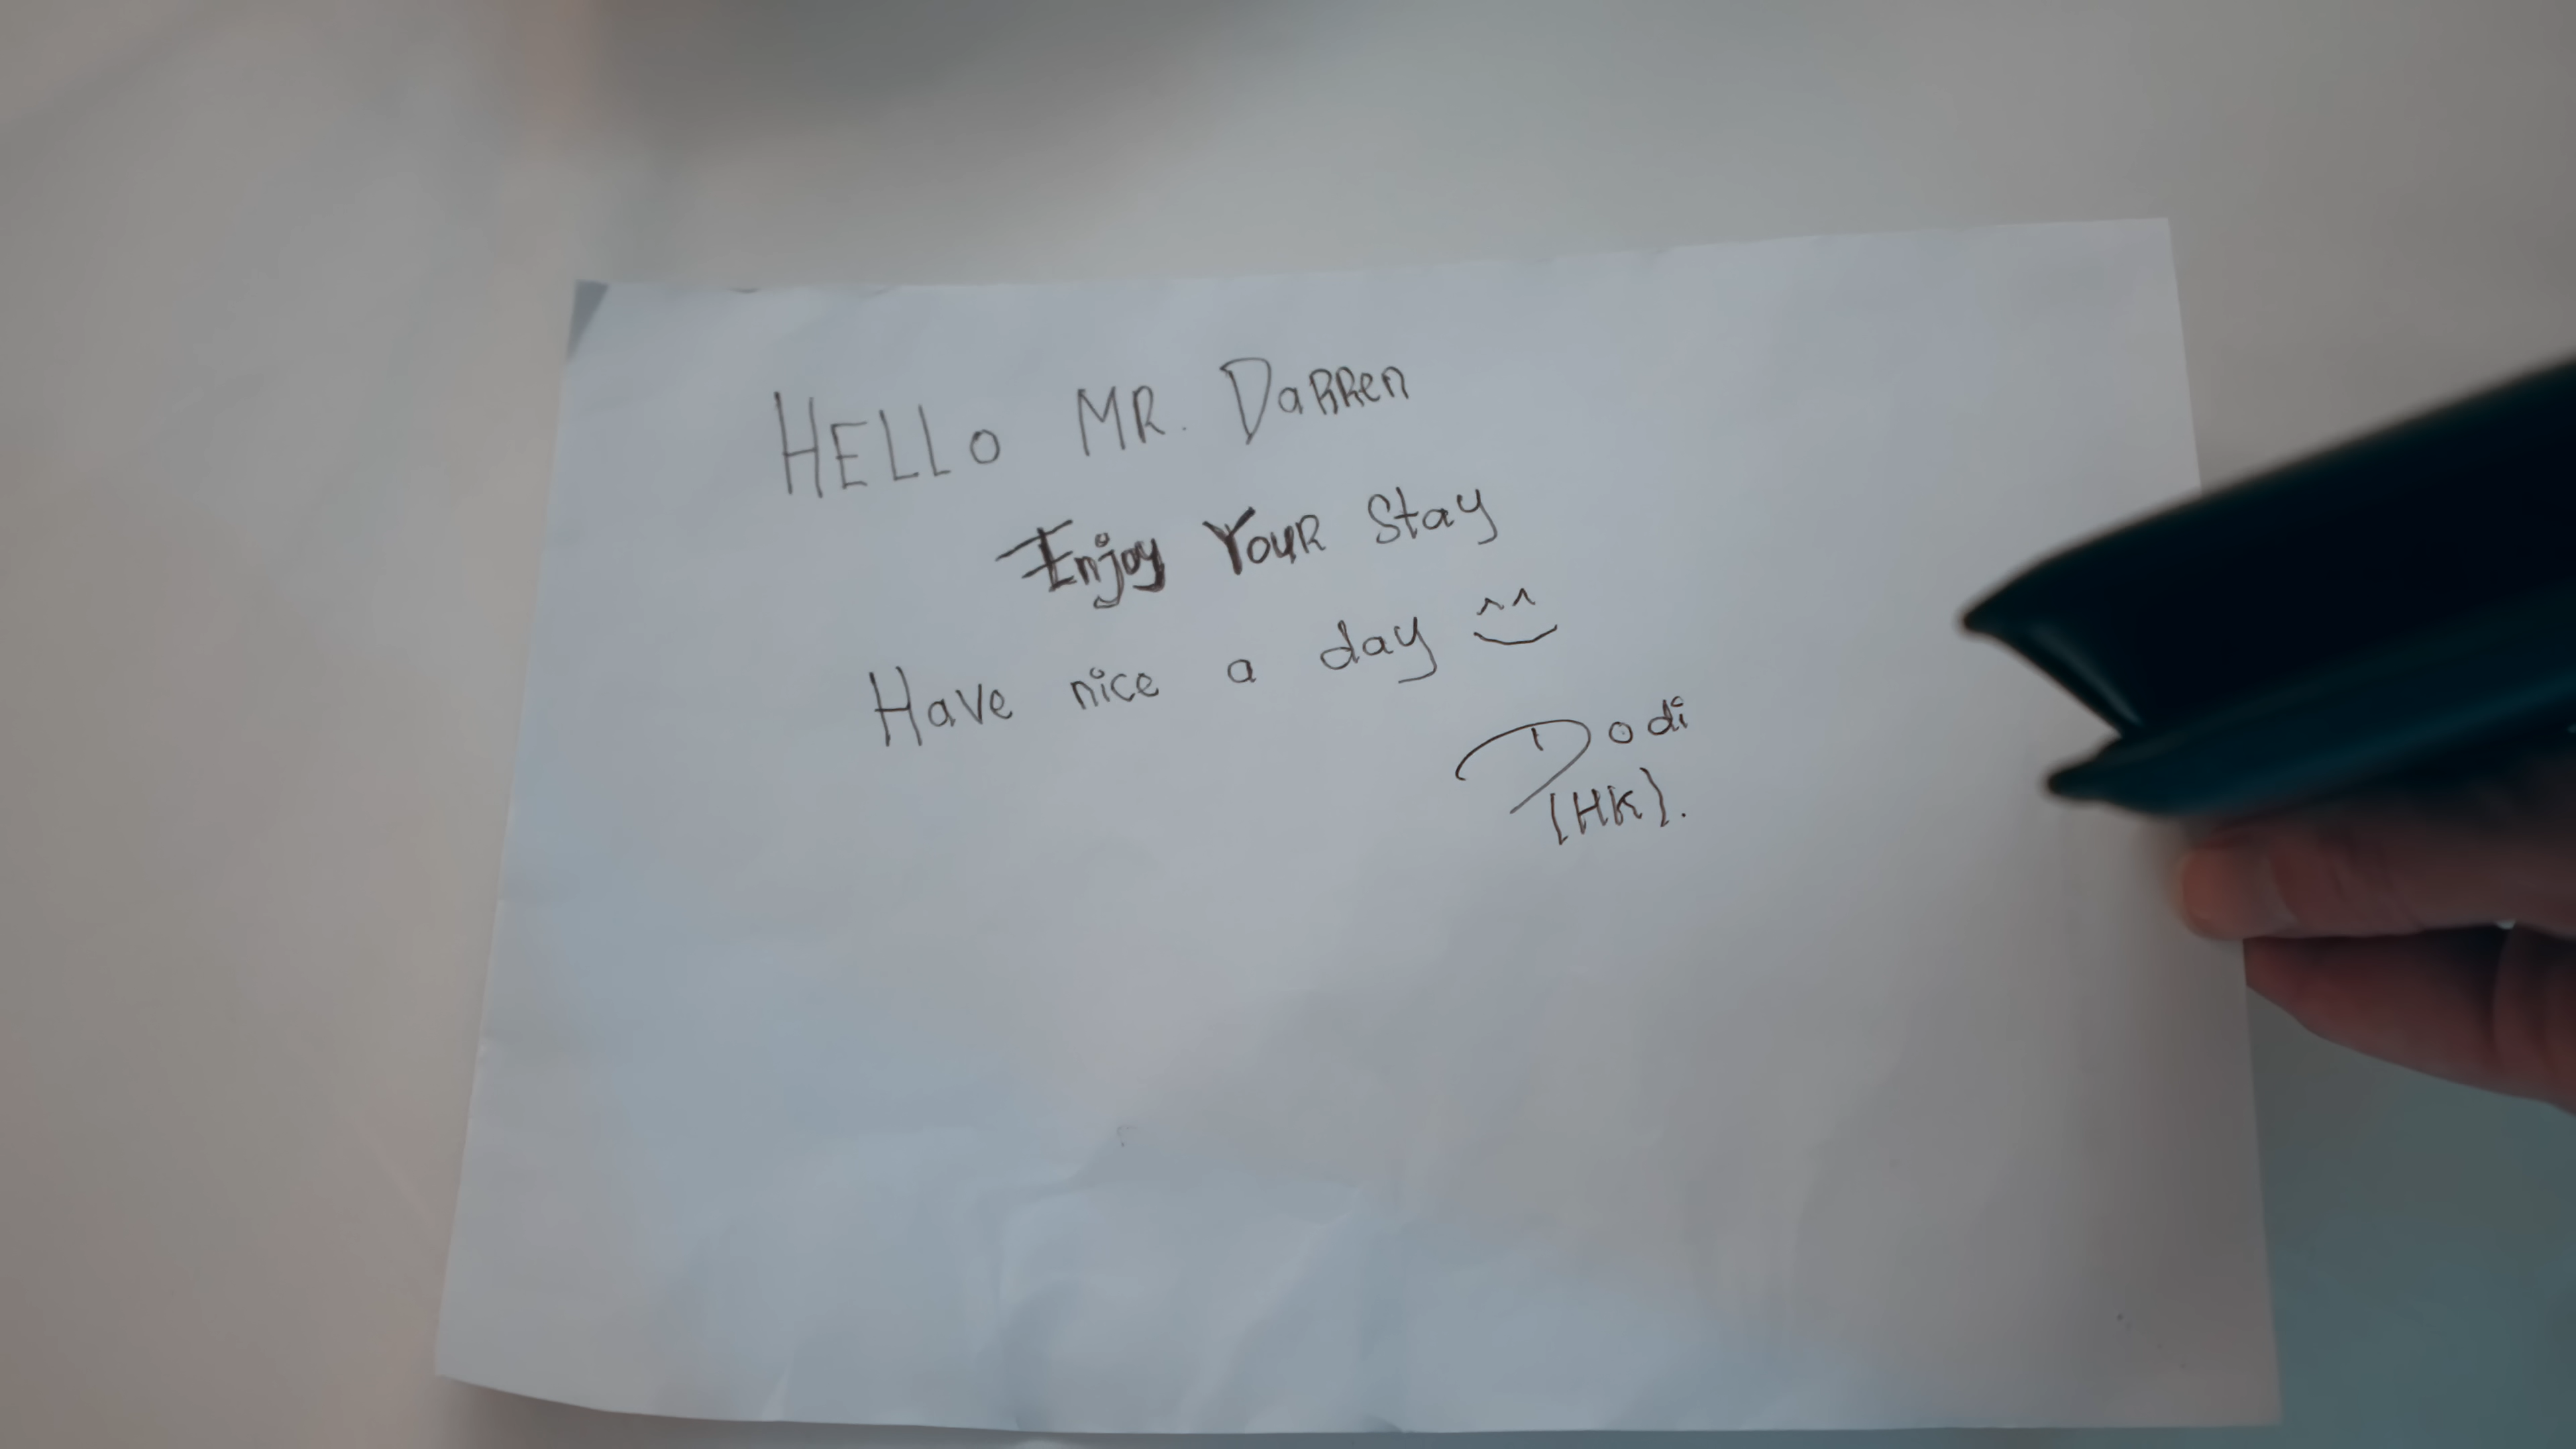 HELLo MR. DaRRen
Enjoy YouR Stay
Have nice a day ^^
Dodi
{HK}.